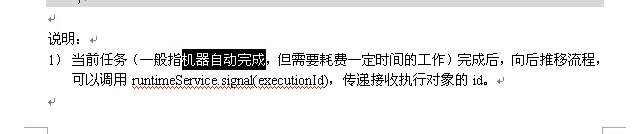 说明：
1） 当前任务（一般指机器自动完成，但需要耗费一定时间的工作）完成后，向后推移流程，
可以调用 runtimeService.signal(executionId)，传递接收执行对象的 id。